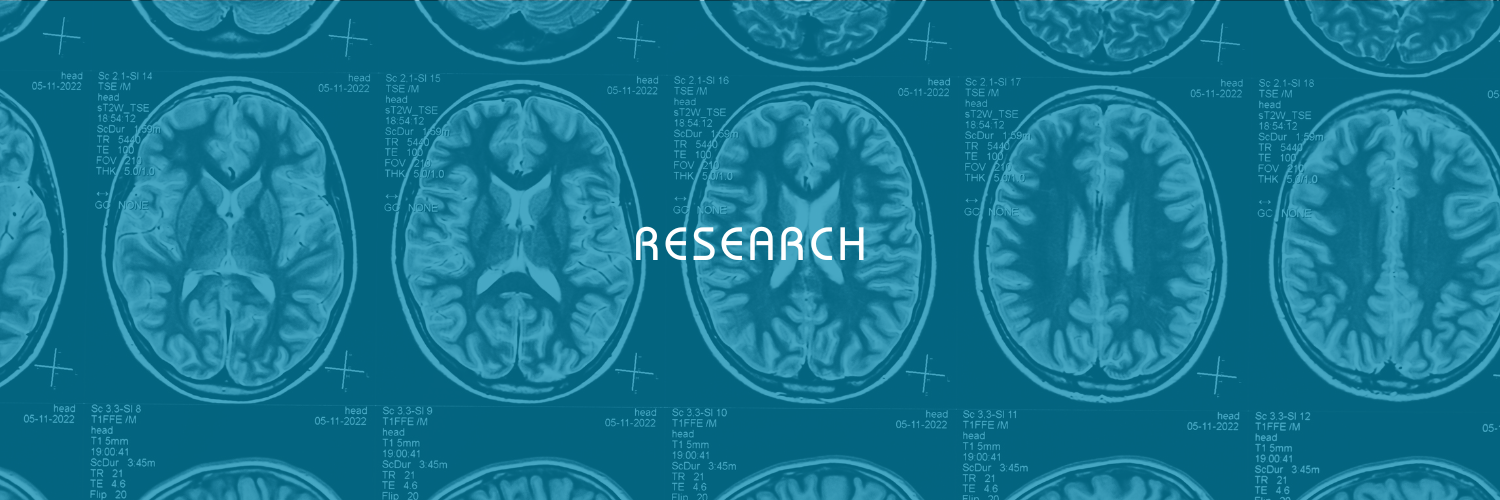 head
05-11-2022
Sc 2.1-Sl 14
TSE /M
head
sT2W_TSE
18:54:12
ScDur 1:59m
TR 5440
TE 100
FOV 210
THK 5.0/1.0
↔
GC NONE
head
05-11-2022
Sc 2.1-Sl 15
TSE /M
head
sT2W_TSE
18:54:12
ScDur 1:59m
TR 5440
TE 100
FOV 210
THK 5.0/1.0
↔
GC NONE
head
05-11-2022
Sc 2.1-Sl 16
TSE /M
head
sT2W_TSE
18:54:12
ScDur 1:59m
TR 5440
TE 100
FOV 210
THK 5.0/1.0
↔
GC NONE
head
05-11-2022
Sc 2.1-Sl 17
TSE /M
head
sT2W_TSE
18:54:12
ScDur 1:59m
TR 5440
TE 100
FOV 210
THK 5.0/1.0
↔
GC NONE
head
05-11-2022
Sc 2.1-Sl 18
TSE /M
head
sT2W_TSE
18:54:12
ScDur 1:59m
TR 5440
TE 100
FOV 210
THK 5.0/1.0
↔
GC NONE
RESEARCH
head
05-11-2022
Sc 3.3-Sl 8
T1FFE /M
head
T1 5mm
19:00:41
ScDur 3:45m
TR 21
TE 4.6
Flip 20
head
05-11-2022
Sc 3.3-Sl 9
T1FFE /M
head
T1 5mm
19:00:41
ScDur 3:45m
TR 21
TE 4.6
Flip 20
head
05-11-2022
Sc 3.3-Sl 10
T1FFE /M
head
T1 5mm
19:00:41
ScDur 3:45m
TR 21
TE 4.6
Flip 20
head
05-11-2022
Sc 3.3-Sl 11
T1FFE /M
head
T1 5mm
19:00:41
ScDur 3:45m
TR 21
TE 4.6
Flip 20
head
05-11-2022
Sc 3.3-Sl 12
T1FFE /M
head
T1 5mm
19:00:41
ScDur 3:45m
TR 21
TE 4.6
Flip 20